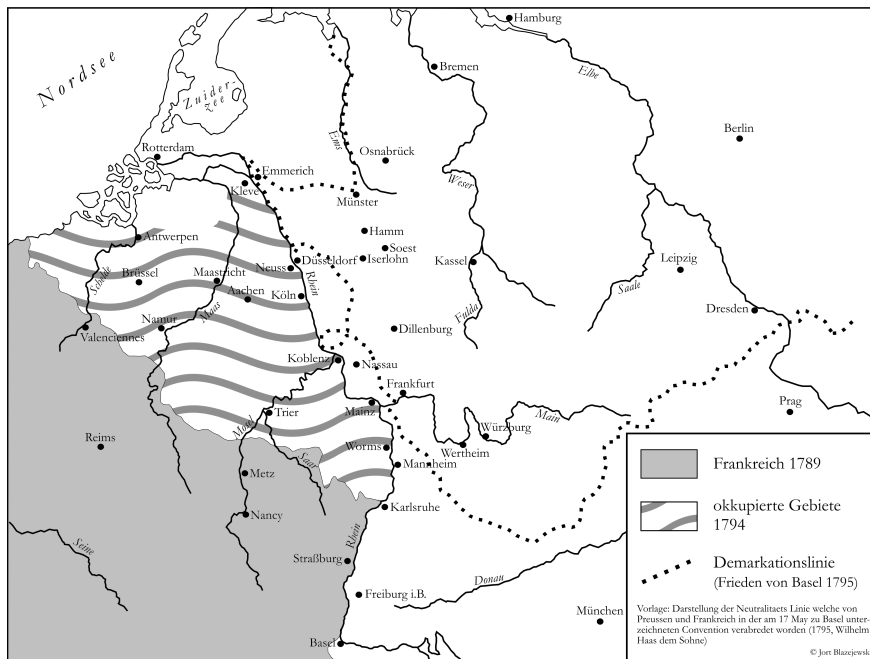 Hamburg
Nordsee
Bremen
Elbe
Zuider-
zee
Berlin
Rotterdam
Ems
Osnabrück
Emmerich
Kleve
Weser
Münster
Hamm
Antwerpen
Soest
Düsseldorf
Iserlohn
Kassel
Leipzig
Neuss
Schelde
Brüssel
Maastricht
Rhein
Saale
Aachen
Köln
Maas
Fulda
Dresden
Valenciennes
Namur
Dillenburg
Koblenz
Nassau
Frankfurt
Prag
Mosel
Trier
Mainz
Main
Würzburg
Reims
Worms
Wertheim
Saar
Mannheim
Metz
Nancy
Karlsruhe
Seine
Rhein
Straßburg
Donau
Freiburg i.B.
München
Basel
Frankreich 1789
okkupierte Gebiete
1794
Demarkationslinie
(Frieden von Basel 1795)
Vorlage: Darstellung der Neutralitaets Linie welche von
Preussen und Frankreich in der am 17 May zu Basel unter-
zeichneten Convention verabredet worden (1795, Wilhelm
Haas dem Sohne)
© Jort Blazejewski